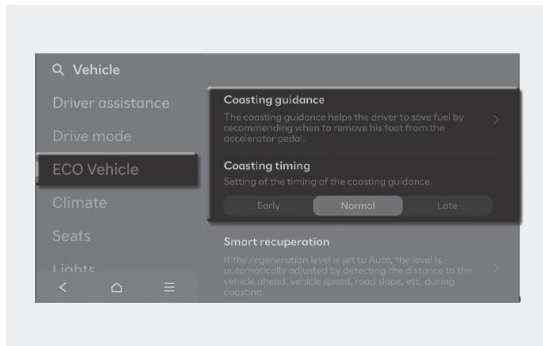 Vehicle
Driver assistance
Drive mode
ECO Vehicle
Climate
Seats
Lights
Coasting guidance
The coasting guidance helps the driver to save fuel by
recommending when to remove his foot from the
accelerator pedal.
Coasting timing
Setting of the timing of the coasting guidance.
Early Normal Late
Smart recuperation
If the regeneration level is set to Auto, the level is
automatically adjusted by detecting the distance to the
vehicle ahead, vehicle speed, road slope, etc. during
coasting.